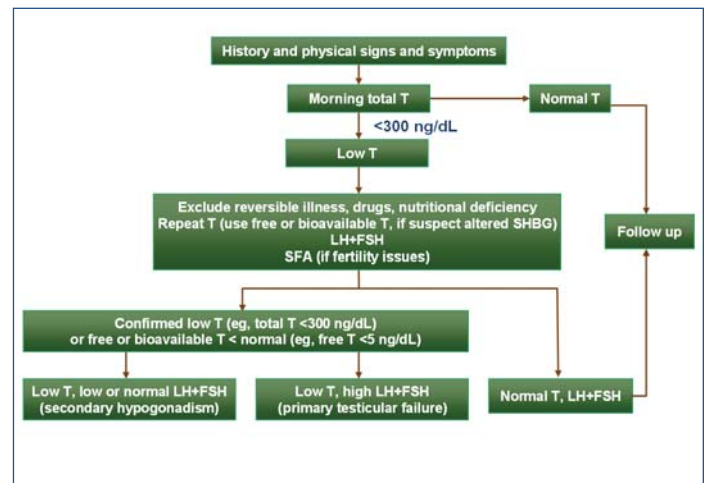 History and physical signs and symptoms
Morning total T
Normal T
<300 ng/dL
Low T
Exclude reversible illness, drugs, nutritional deficiency
Repeat T (use free or bioavailable T, if suspect altered SHBG)
LH+FSH
SFA (if fertility issues)
Follow up
Confirmed low T (eg, total T <300 ng/dL)
or free or bioavailable T < normal (eg, free T <5 ng/dL)
Low T, low or normal LH+FSH
(secondary hypogonadism)
Low T, high LH+FSH
(primary testicular failure)
Normal T, LH+FSH